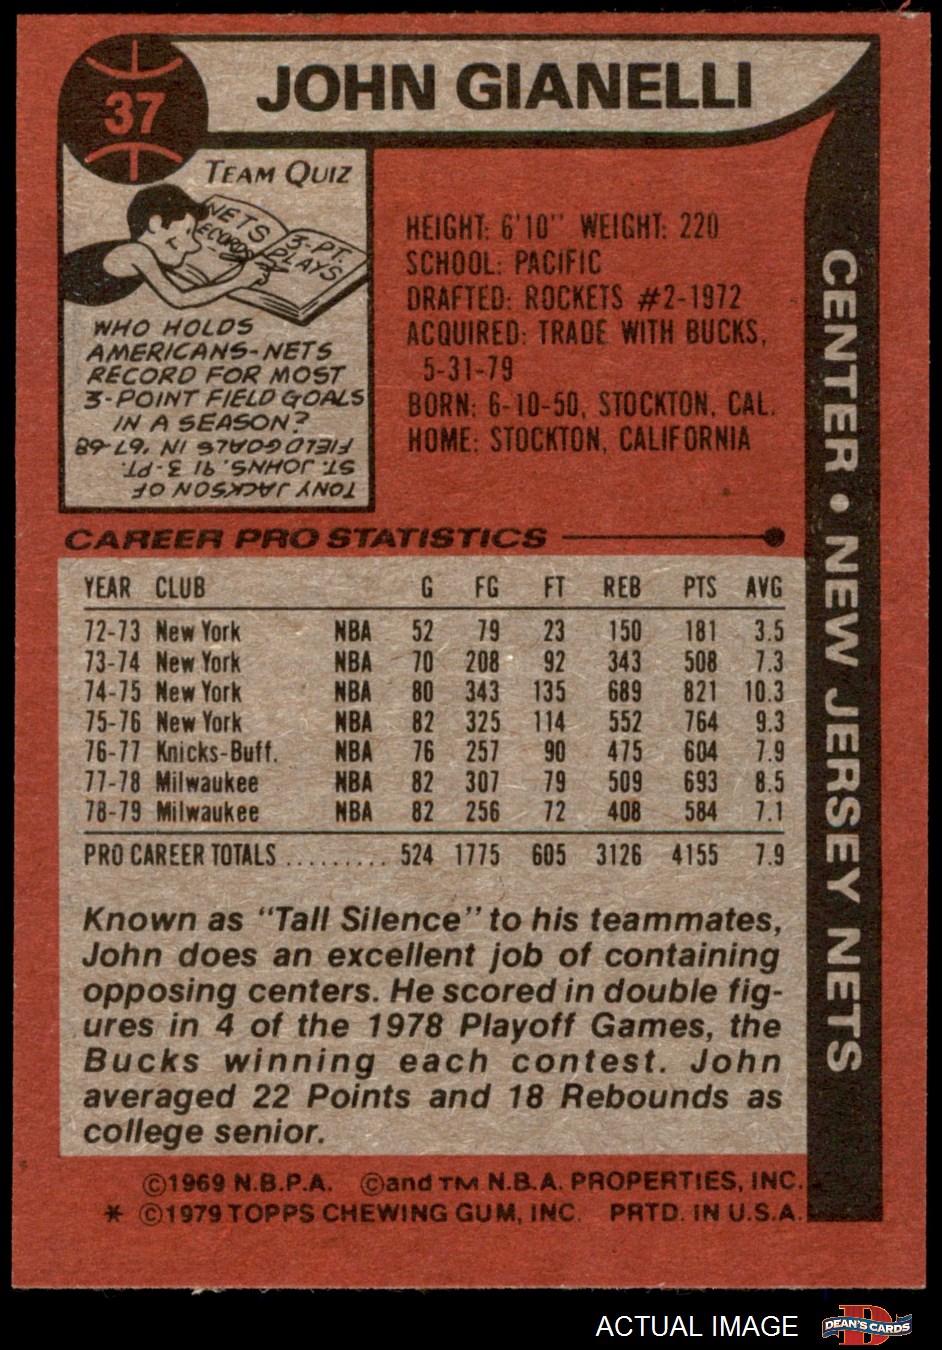 37
JOHN GIANELLI
TEAM QUIZ
NETS RECORDS
3-PT. PLAYS
WHO HOLDS
AMERICANS-NETS
RECORD FOR MOST
3-POINT FIELD GOALS
IN A SEASON?
TONY JACKSON OF
ST. JOHNS. 91 3-PT.
FIELD GOALS IN '67-68
HEIGHT: 6'10" WEIGHT: 220
SCHOOL: PACIFIC
DRAFTED: ROCKETS #2-1972
ACQUIRED: TRADE WITH BUCKS,
5-31-79
BORN: 6-10-50, STOCKTON, CAL.
HOME: STOCKTON, CALIFORNIA
CENTER • NEW JERSEY NETS
CAREER PRO STATISTICS
YEAR CLUB G FG FT REB PTS AVG
72-73 New York NBA 52 79 23 150 181 3.5
73-74 New York NBA 70 208 92 343 508 7.3
74-75 New York NBA 80 343 135 689 821 10.3
75-76 New York NBA 82 325 114 552 764 9.3
76-77 Knicks-Buff. NBA 76 257 90 475 604 7.9
77-78 Milwaukee NBA 82 307 79 509 693 8.5
78-79 Milwaukee NBA 82 256 72 408 584 7.1
PRO CAREER TOTALS ......... 524 1775 605 3126 4155 7.9
Known as "Tall Silence" to his teammates,
John does an excellent job of containing
opposing centers. He scored in double fig-
ures in 4 of the 1978 Playoff Games, the
Bucks winning each contest. John
averaged 22 Points and 18 Rebounds as
college senior.
©1969 N.B.P.A. ©and TM N.B.A. PROPERTIES, INC.
* ©1979 TOPPS CHEWING GUM, INC. PRTD. IN U.S.A.
ACTUAL IMAGE
D
DEAN'S CARDS